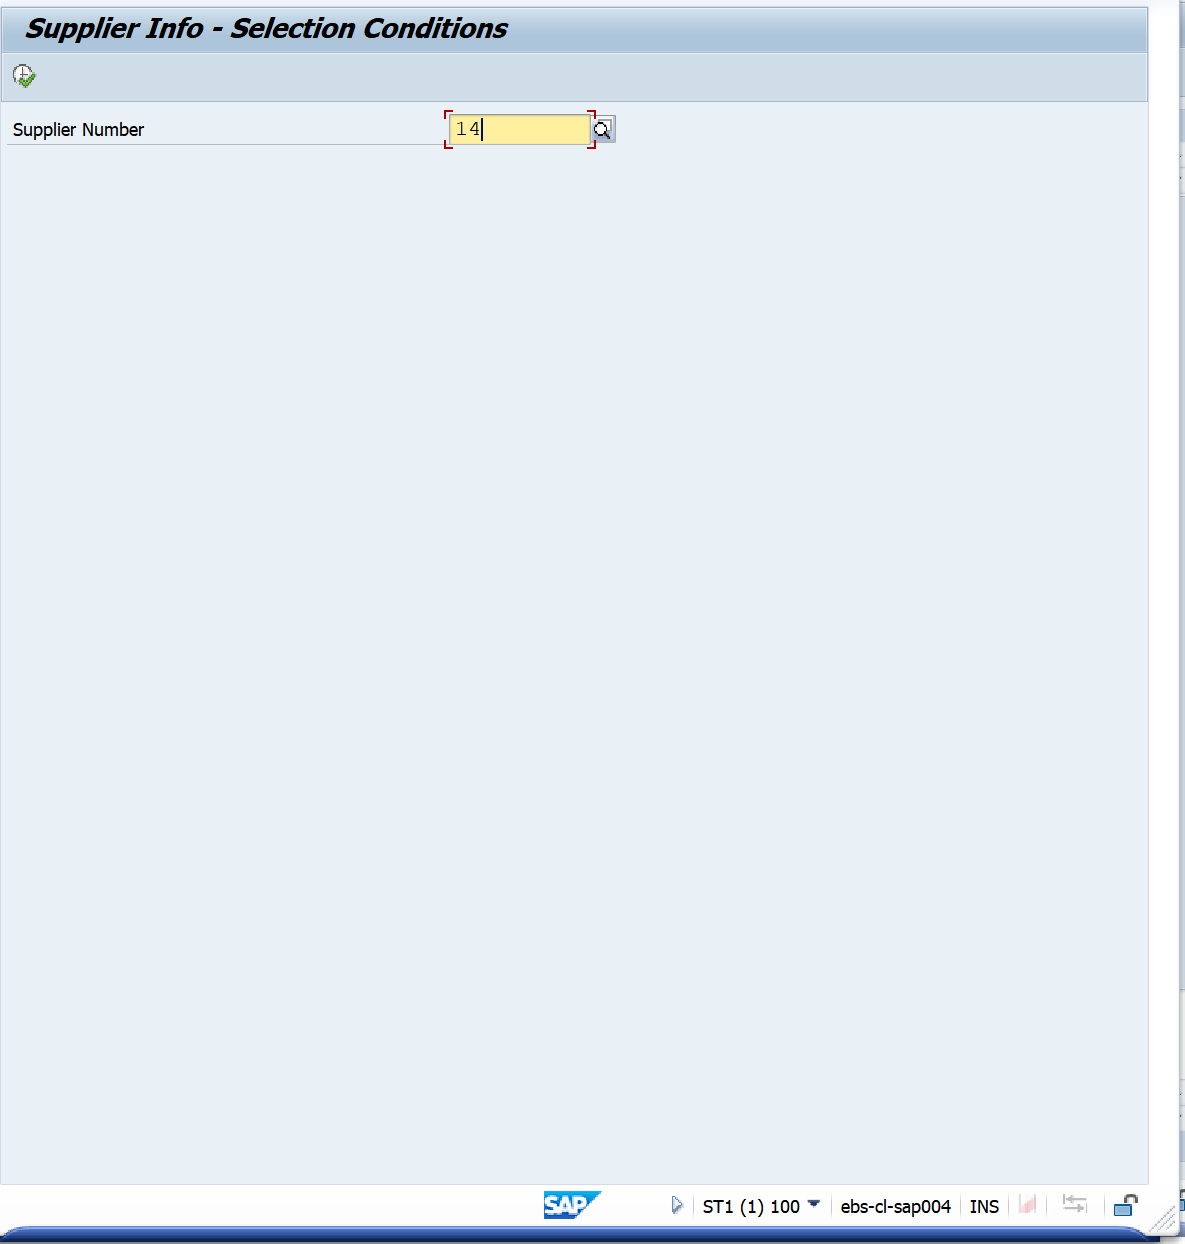 Supplier Info - Selection Conditions
Supplier Number 14
SAP ST1 (1) 100 ebs-cl-sap004 INS